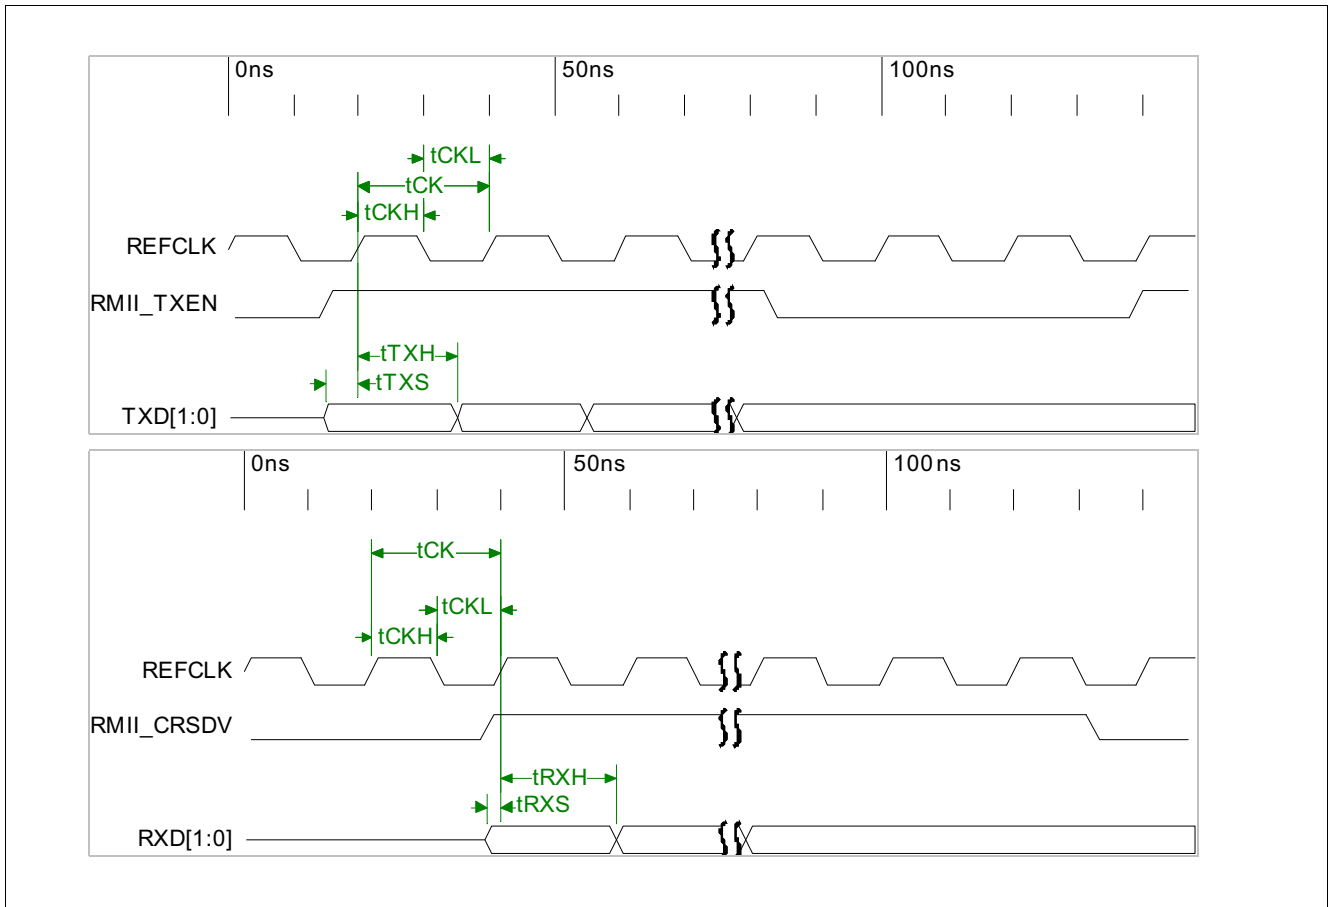 0ns 50ns 100ns
tCKL
tCK
tCKH
REFCLK
RMII_TXEN
tTXH
tTXS
TXD[1:0]
0ns 50ns 100ns
tCK
tCKL
tCKH
REFCLK
RMII_CRSDV
tRXH
tRXS
RXD[1:0]